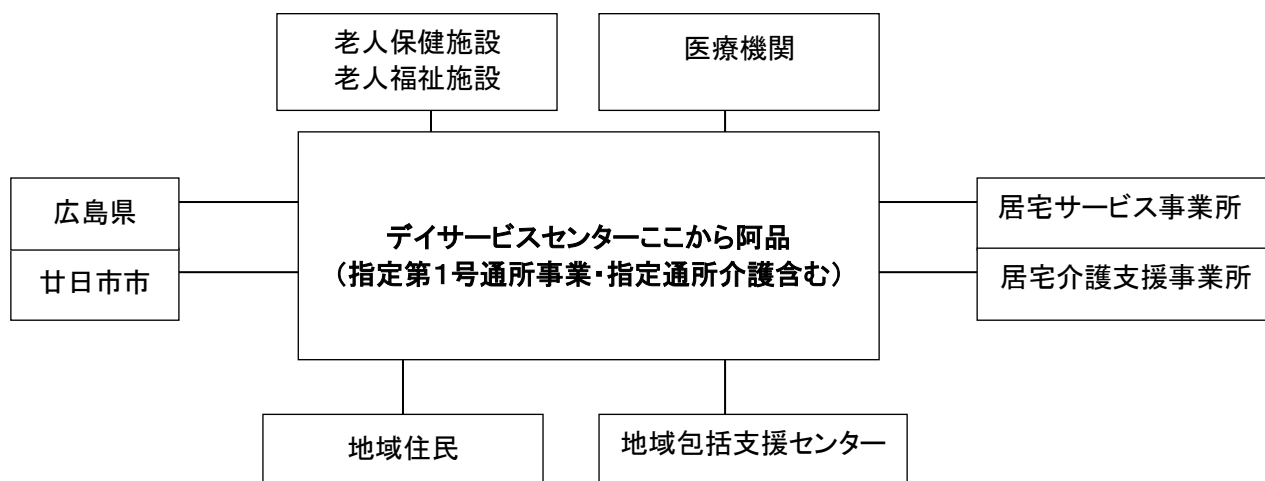 老人保健施設
老人福祉施設
医療機関
広島県
廿日市市
デイサービスセンターここから阿品
（指定第1号通所事業・指定通所介護含む）
居宅サービス事業所
居宅介護支援事業所
地域住民
地域包括支援センター